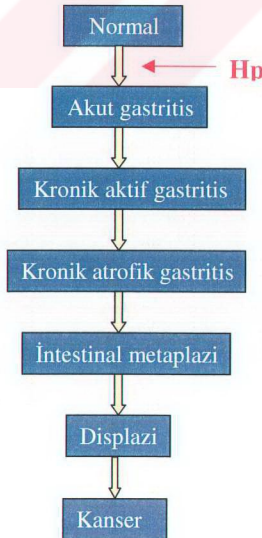 Normal
Hp
Akut gastritis
Kronik aktif gastritis
Kronik atrofik gastritis
İntestinal metaplazi
Displazi
Kanser